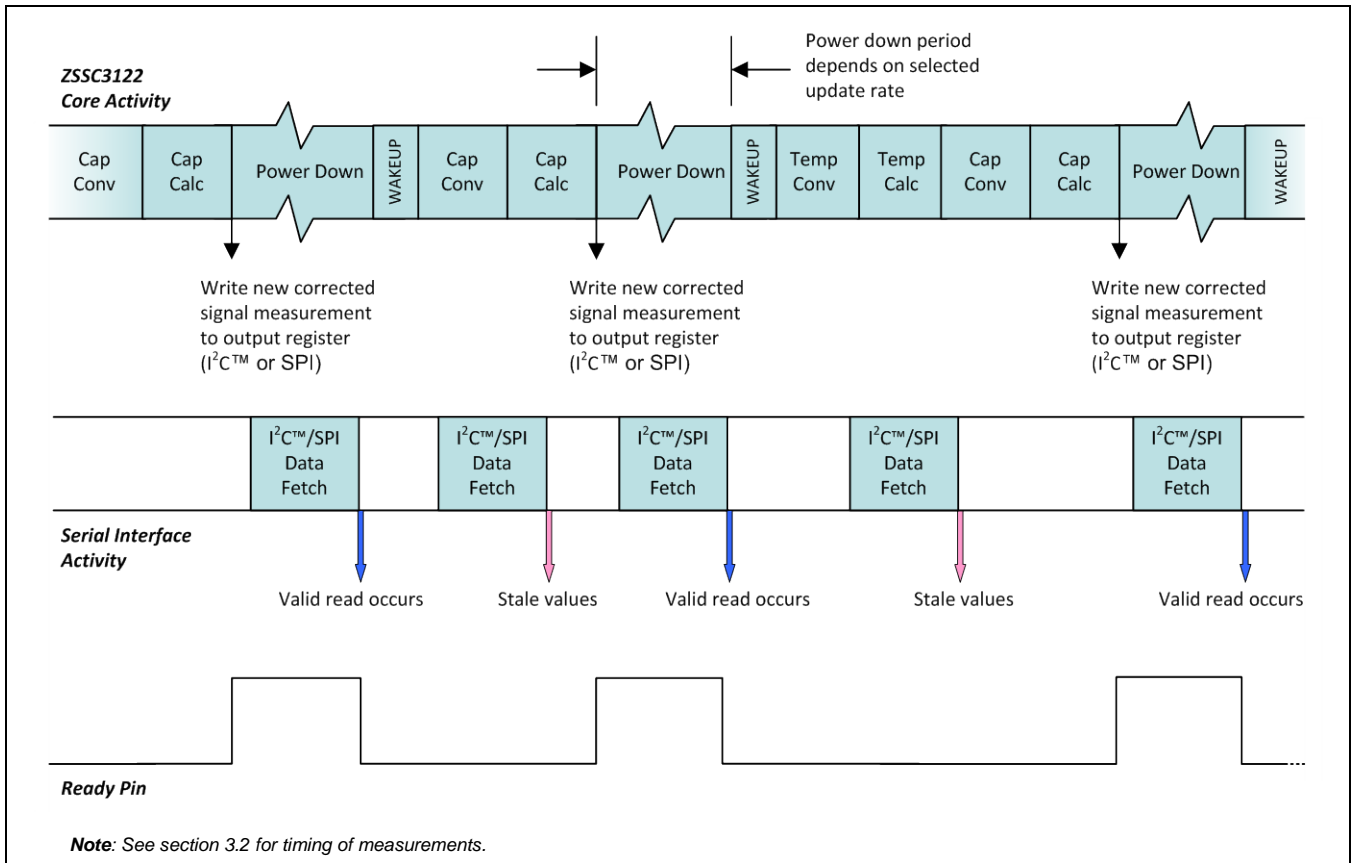 Power down period
depends on selected
update rate
ZSSC3122
Core Activity
Cap
Conv
Cap
Calc
Power Down
WAKEUP
Cap
Conv
Cap
Calc
Power Down
WAKEUP
Temp
Conv
Temp
Calc
Cap
Conv
Cap
Calc
Power Down
WAKEUP
Write new corrected
signal measurement
to output register
(I²C™ or SPI)
Write new corrected
signal measurement
to output register
(I²C™ or SPI)
Write new corrected
signal measurement
to output register
(I²C™ or SPI)
I²C™/SPI
Data
Fetch
I²C™/SPI
Data
Fetch
I²C™/SPI
Data
Fetch
I²C™/SPI
Data
Fetch
I²C™/SPI
Data
Fetch
Serial Interface
Activity
Valid read occurs
Stale values
Valid read occurs
Stale values
Valid read occurs
Ready Pin
Note: See section 3.2 for timing of measurements.